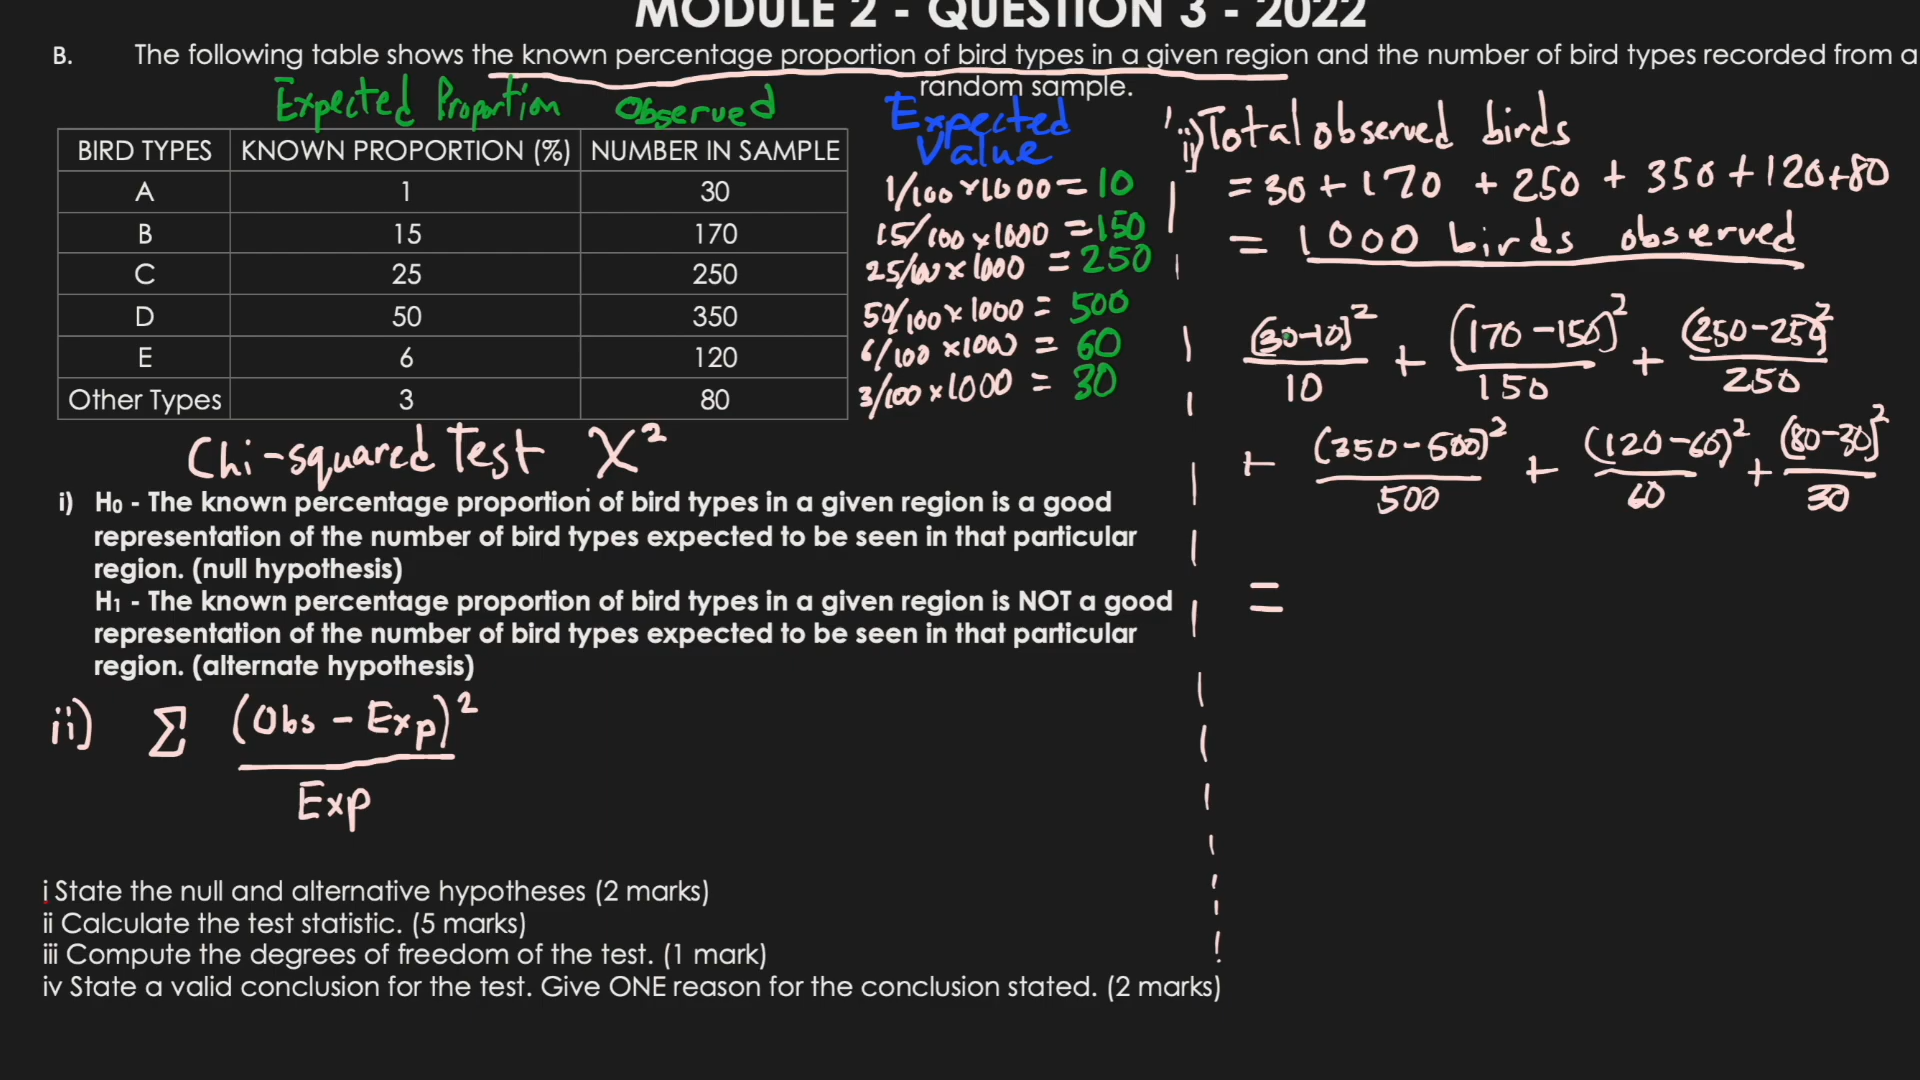 MODULE 2 - QUESTION 3 - 2022
B. The following table shows the known percentage proportion of bird types in a given region and the number of bird types recorded from a
random sample.
Expected Proportion Observed
Expected
Value
BIRD TYPES KNOWN PROPORTION (%) NUMBER IN SAMPLE
A 1 30 1/100 x 1000 = 10
B 15 170 15/100 x 1000 = 150
C 25 250 25/100 x 1000 = 250
D 50 350 50/100 x 1000 = 500
E 6 120 6/100 x 1000 = 60
Other Types 3 80 3/100 x 1000 = 30
Chi-squared Test X²
i) H₀ - The known percentage proportion of bird types in a given region is a good
representation of the number of bird types expected to be seen in that particular
region. (null hypothesis)
H₁ - The known percentage proportion of bird types in a given region is NOT a good
representation of the number of bird types expected to be seen in that particular
region. (alternate hypothesis)
ii) Σ (Obs - Exp)²
Exp
ii) Total observed birds
= 30 + 170 + 250 + 350 + 120 + 80
= 1000 birds observed
(30-10)² + (170-150)² + (250-250)²
10 150 250
+ (350-500)² + (120-60)² + (80-30)²
500 60 30
=
i State the null and alternative hypotheses (2 marks)
ii Calculate the test statistic. (5 marks)
iii Compute the degrees of freedom of the test. (1 mark)
iv State a valid conclusion for the test. Give ONE reason for the conclusion stated. (2 marks)